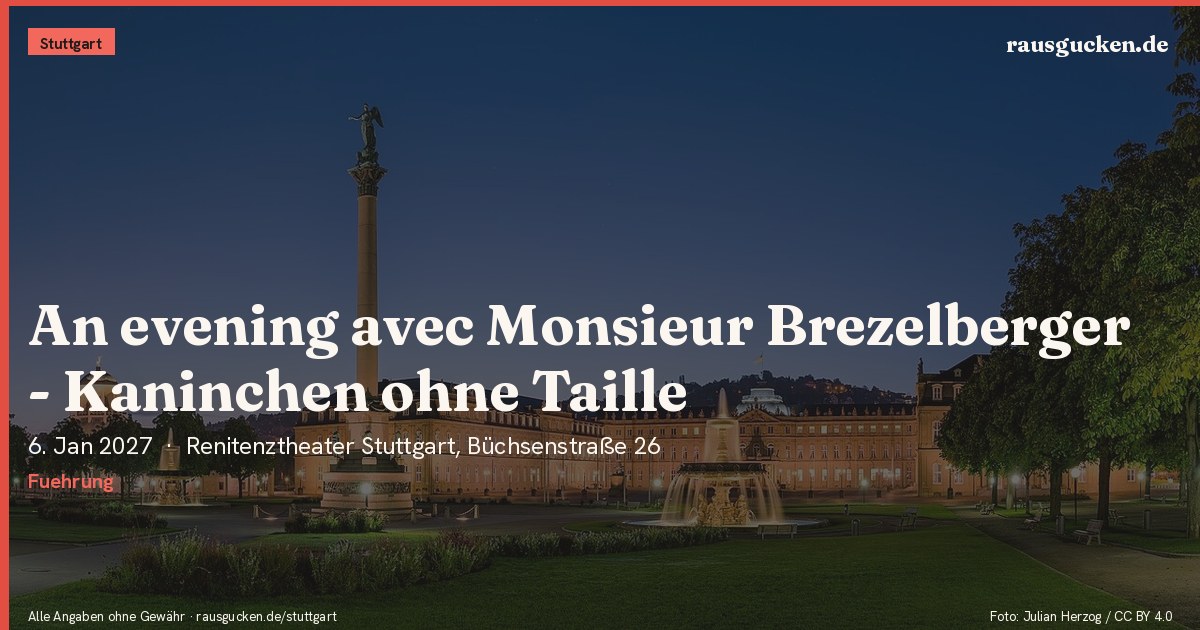 Stuttgart
rausgucken.de
An evening avec Monsieur Brezelberger
- Kaninchen ohne Taille
6. Jan 2027 · Renitenztheater Stuttgart, Büchsenstraße 26
Fuehrung
Alle Angaben ohne Gewähr · rausgucken.de/stuttgart
Foto: Julian Herzog / CC BY 4.0